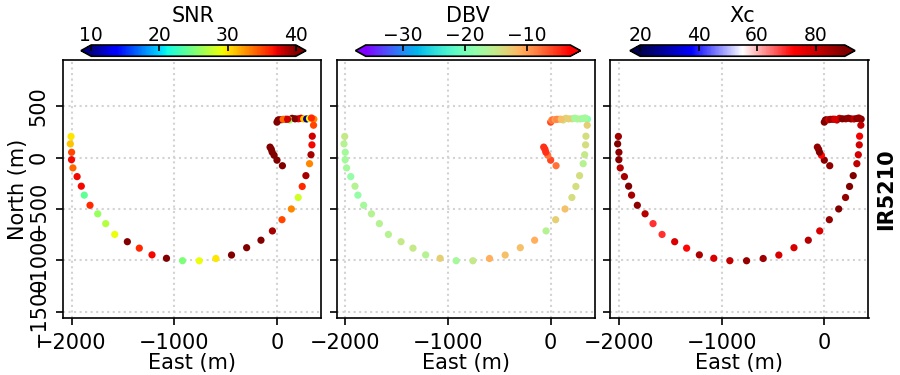 SNR DBV Xc
10 20 30 40 −30 −20 −10 20 40 60 80
500
0
−500
−1000
−1500
North (m)
IR5210
−2000 −1000 0 −2000 −1000 0 −2000 −1000 0
East (m) East (m) East (m)